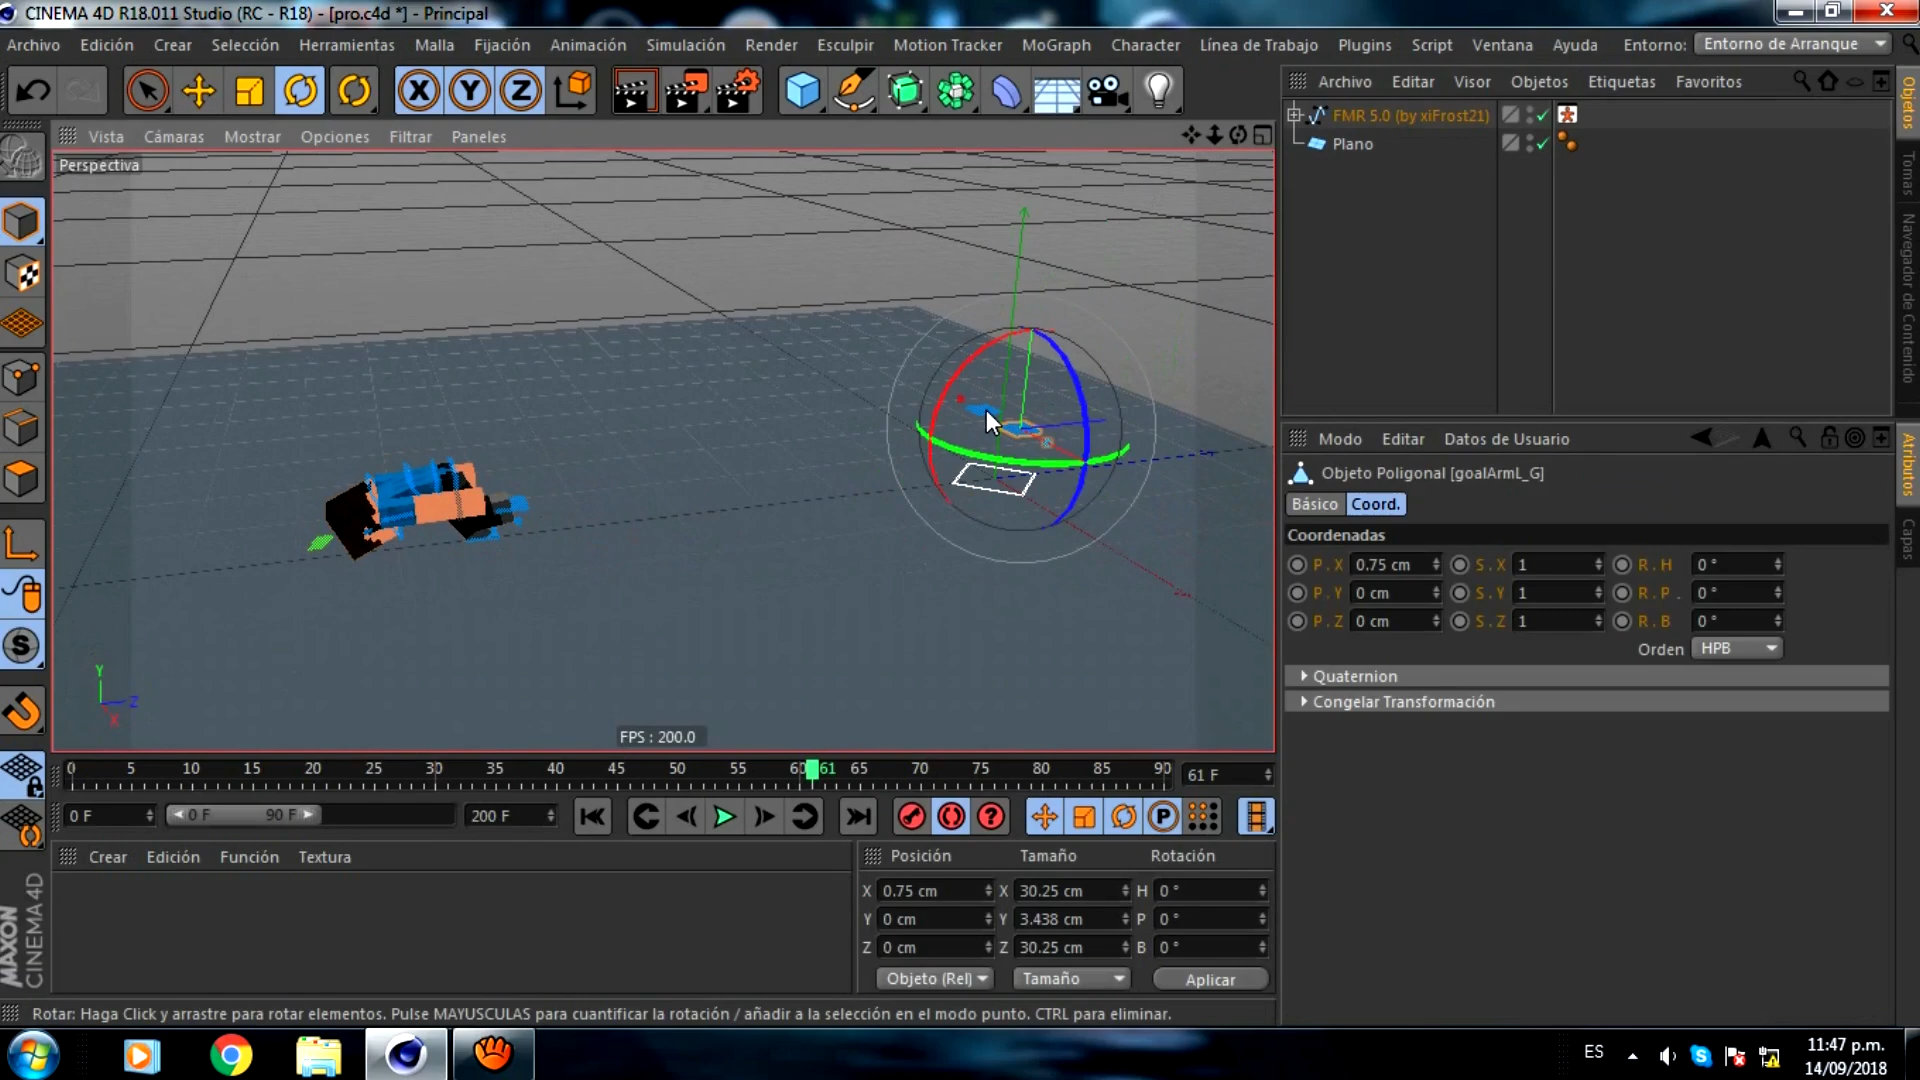 CINEMA 4D R18.011 Studio (RC - R18) - [pro.c4d *] - Principal
Archivo Edición Crear Selección Herramientas Malla Fijación Animación Simulación Render Esculpir Motion Tracker MoGraph Character Línea de Trabajo Plugins Script Ventana Ayuda Entorno: Entorno de Arranque
X Y Z
Archivo Editar Visor Objetos Etiquetas Favoritos
FMR 5.0 (by xiFrost21)
Plano
Objetos
Tomas
Navegador de Contenido
Vista Cámaras Mostrar Opciones Filtrar Paneles
Perspectiva
Y
Z
X
FPS : 200.0
Modo Editar Datos de Usuario
Objeto Poligonal [goalArmL_G]
Básico Coord.
Coordenadas
P . X 0.75 cm S . X 1 R . H 0 °
P . Y 0 cm S . Y 1 R . P . 0 °
P . Z 0 cm S . Z 1 R . B 0 °
Orden HPB
Quaternion
Congelar Transformación
Atributos
Capas
0 5 10 15 20 25 30 35 40 45 50 55 60 61 65 70 75 80 85 90 61 F
0 F 0 F 90 F 200 F
P
Crear Edición Función Textura
Posición Tamaño Rotación
X 0.75 cm X 30.25 cm H 0 °
Y 0 cm Y 3.438 cm P 0 °
Z 0 cm Z 30.25 cm B 0 °
Objeto (Rel) Tamaño Aplicar
MAXON
CINEMA 4D
Rotar: Haga Click y arrastre para rotar elementos. Pulse MAYUSCULAS para cuantificar la rotación / añadir a la selección en el modo punto. CTRL para eliminar.
ES
11:47 p.m.
14/09/2018